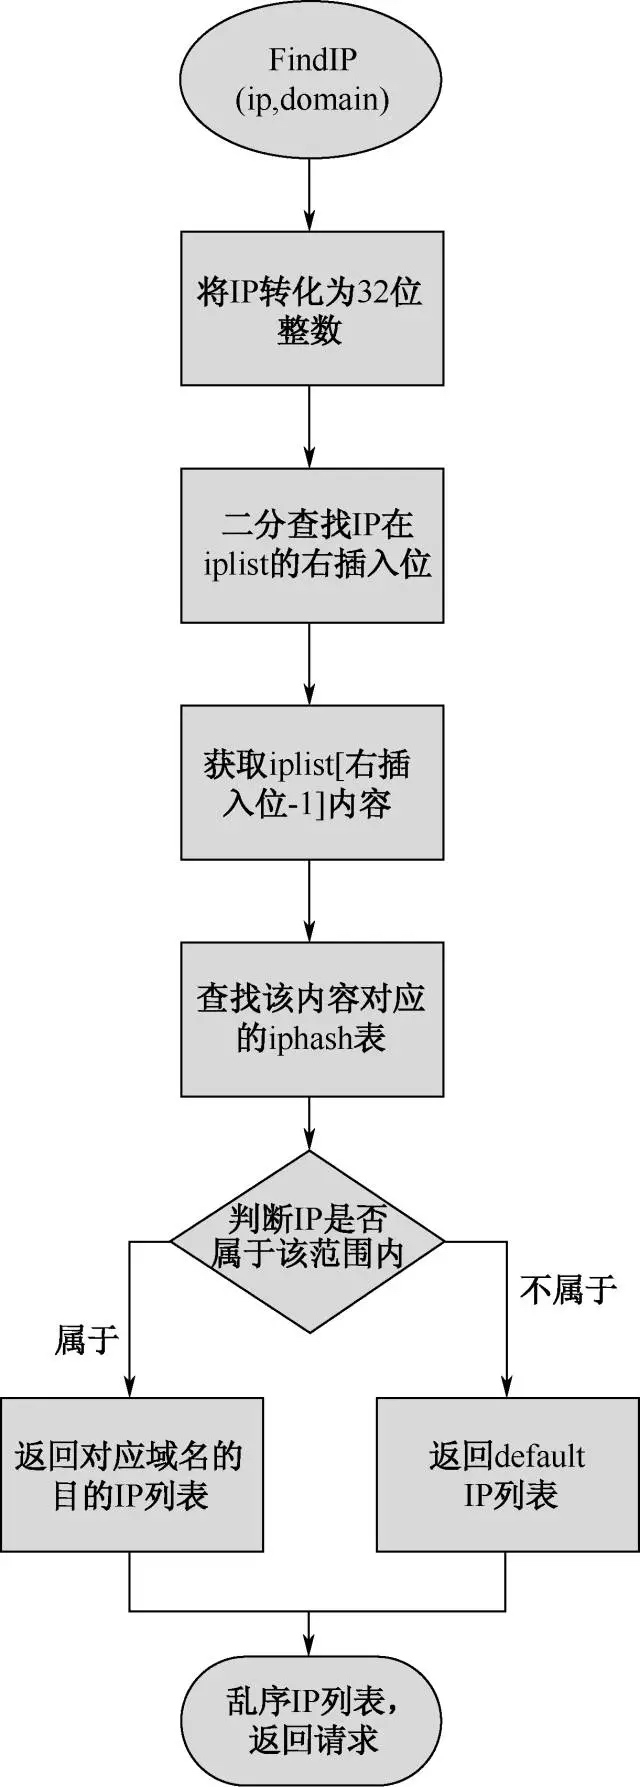 FindIP
(ip,domain)
将IP转化为32位
整数
二分查找IP在
iplist的右插入位
获取iplist[右插
入位-1]内容
查找该内容对应
的iphash表
判断IP是否
属于该范围内
属于
不属于
返回对应域名的
目的IP列表
返回default
IP列表
乱序IP列表，
返回请求